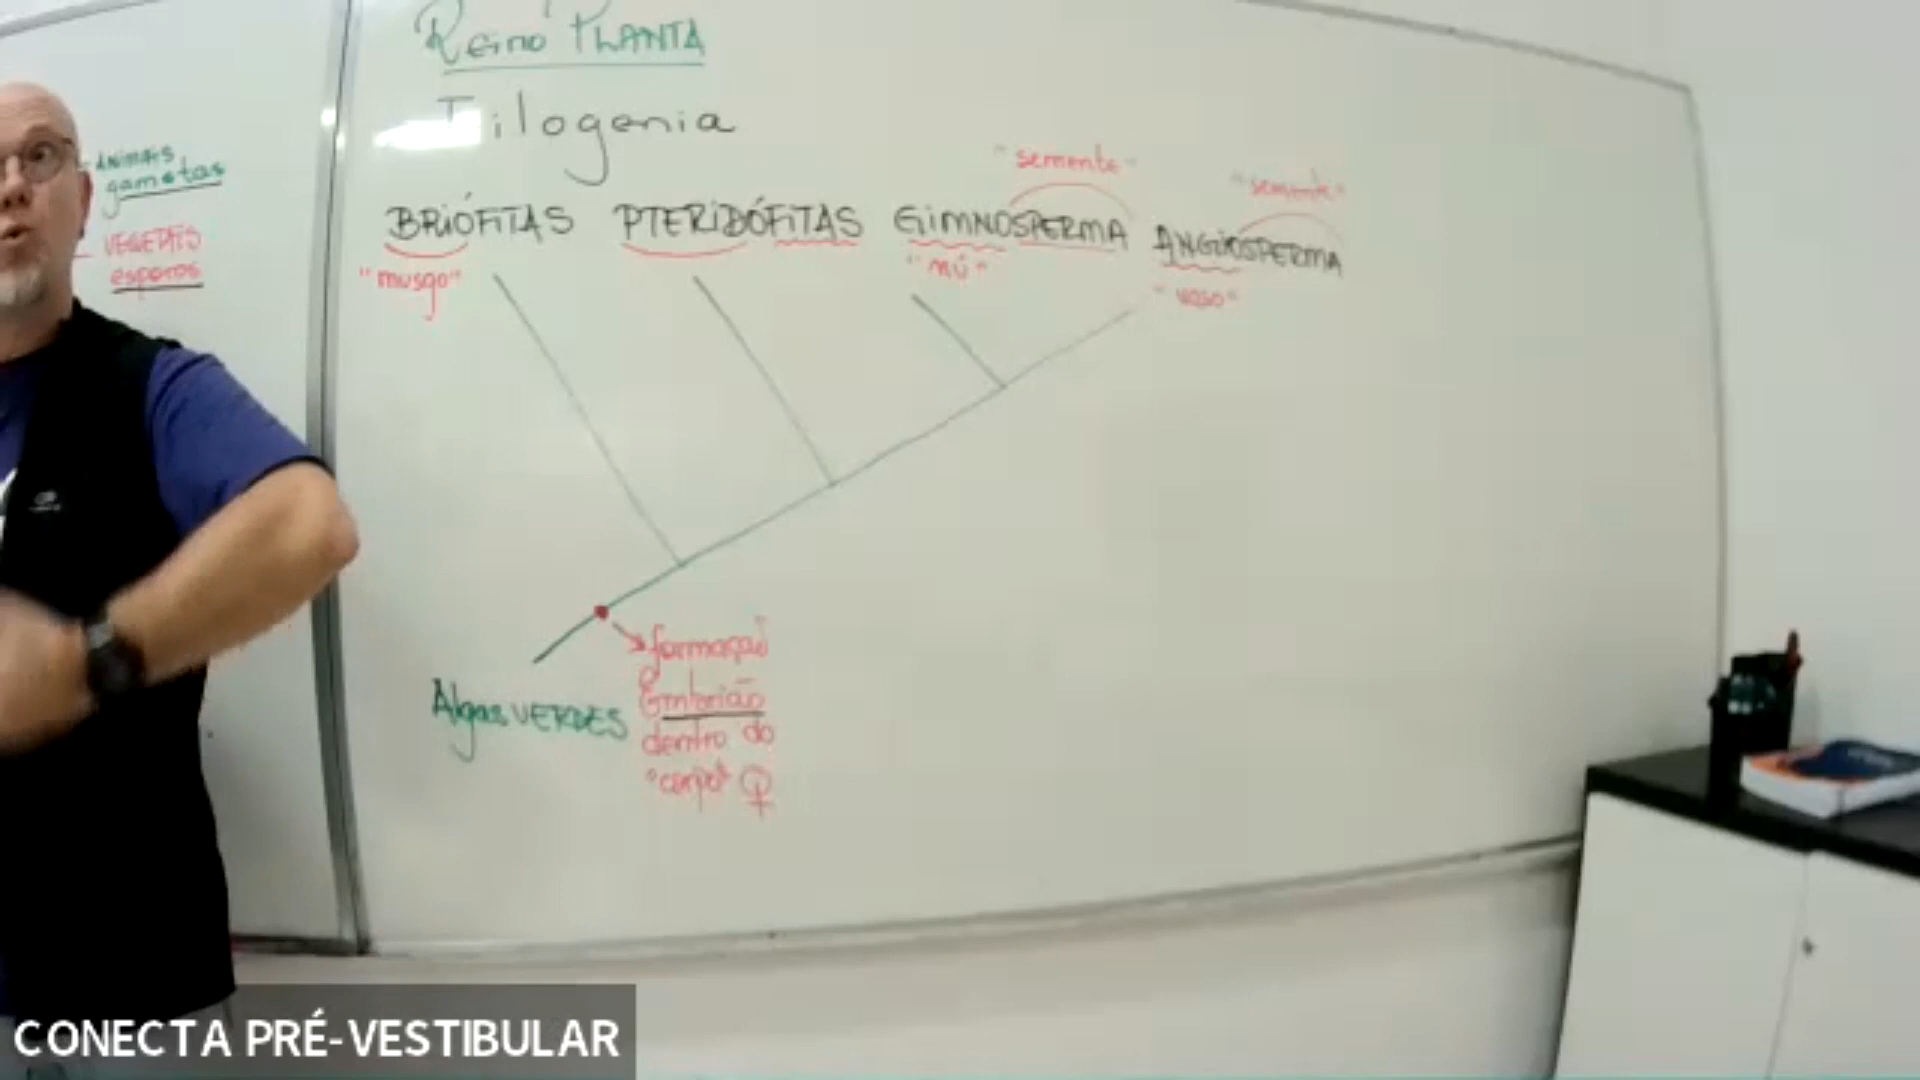 Reino PLANTA
Filogenia
ANIMAIS
gametas
VEGETAIS
esporos
"semente"
"semente"
BRIÓFITAS PTERIDÓFITAS GIMNOSPERMA ANGIOSPERMA
"musgo"
"nú"
"vaso"
formação
Embrião
dentro do
"corpo" ♀
Algas VERDES
CONECTA PRÉ-VESTIBULAR